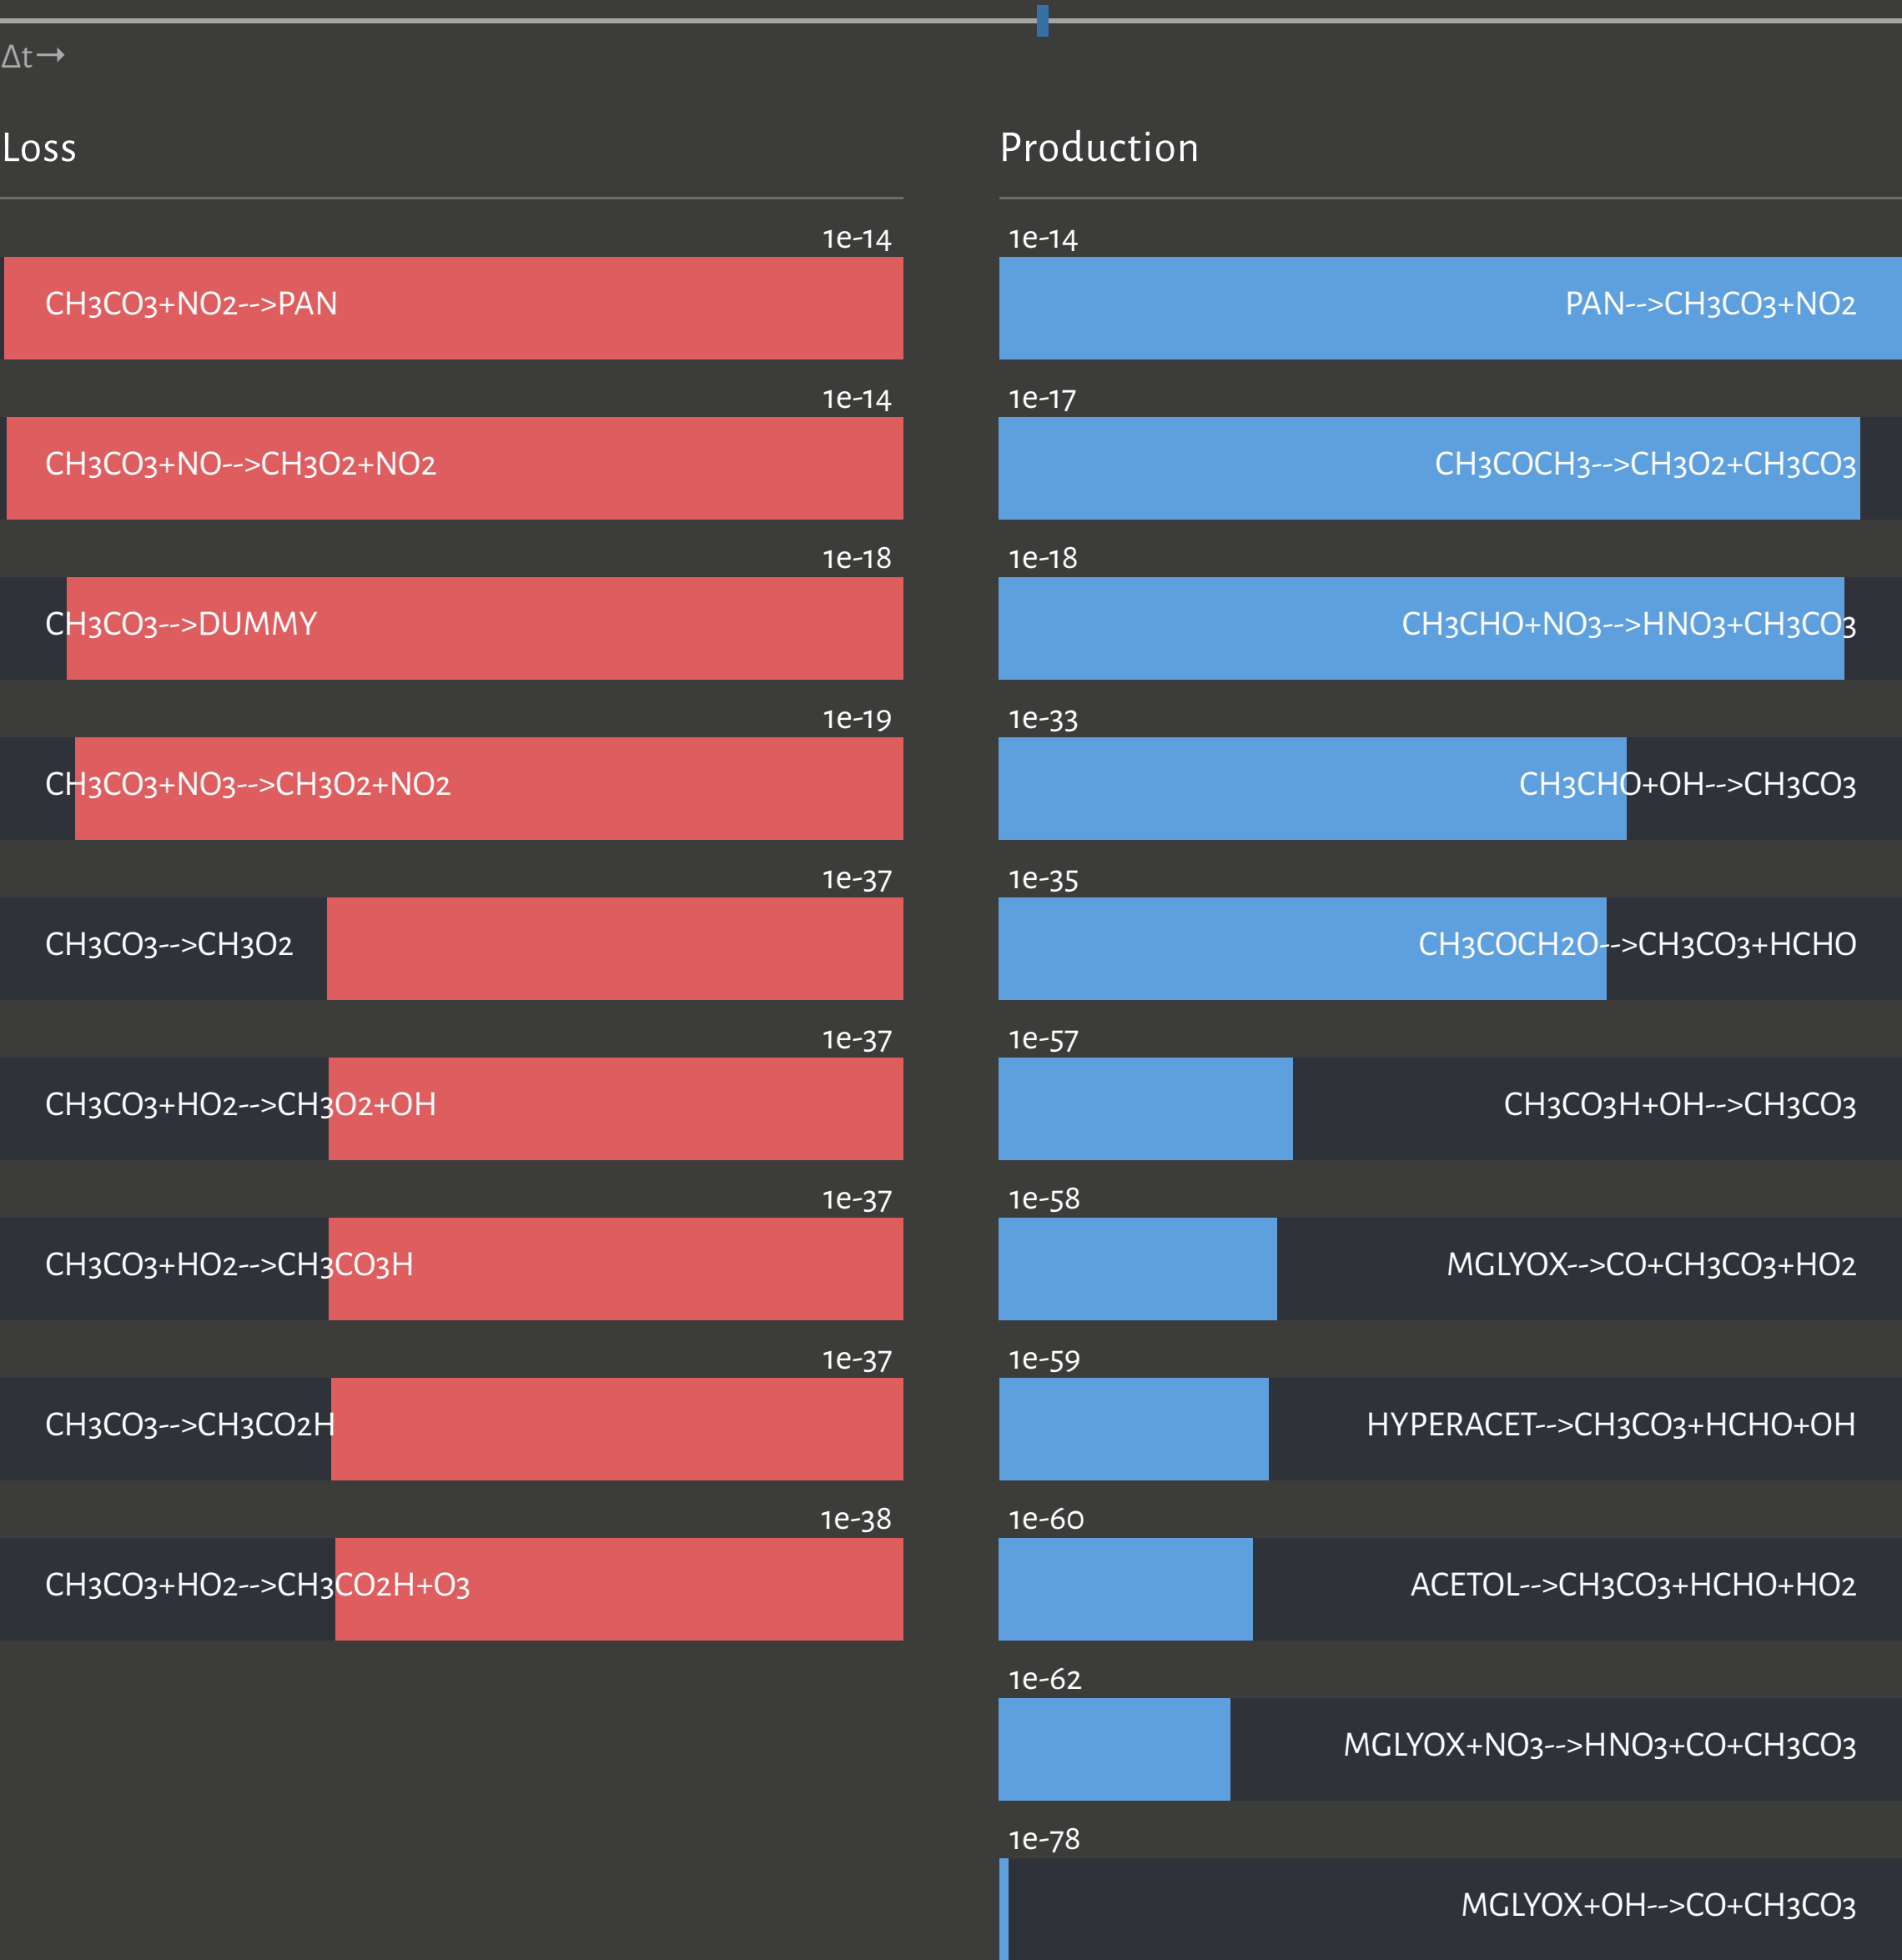 Δt→
Loss
1e-14
CH3CO3+NO2-->PAN
1e-14
CH3CO3+NO-->CH3O2+NO2
1e-18
CH3CO3-->DUMMY
1e-19
CH3CO3+NO3-->CH3O2+NO2
1e-37
CH3CO3-->CH3O2
1e-37
CH3CO3+HO2-->CH3O2+OH
1e-37
CH3CO3+HO2-->CH3CO3H
1e-37
CH3CO3-->CH3CO2H
1e-38
CH3CO3+HO2-->CH3CO2H+O3
Production
1e-14
PAN-->CH3CO3+NO2
1e-17
CH3COCH3-->CH3O2+CH3CO3
1e-18
CH3CHO+NO3-->HNO3+CH3CO3
1e-33
CH3CHO+OH-->CH3CO3
1e-35
CH3COCH2O-->CH3CO3+HCHO
1e-57
CH3CO3H+OH-->CH3CO3
1e-58
MGLYOX-->CO+CH3CO3+HO2
1e-59
HYPERACET-->CH3CO3+HCHO+OH
1e-60
ACETOL-->CH3CO3+HCHO+HO2
1e-62
MGLYOX+NO3-->HNO3+CO+CH3CO3
1e-78
MGLYOX+OH-->CO+CH3CO3